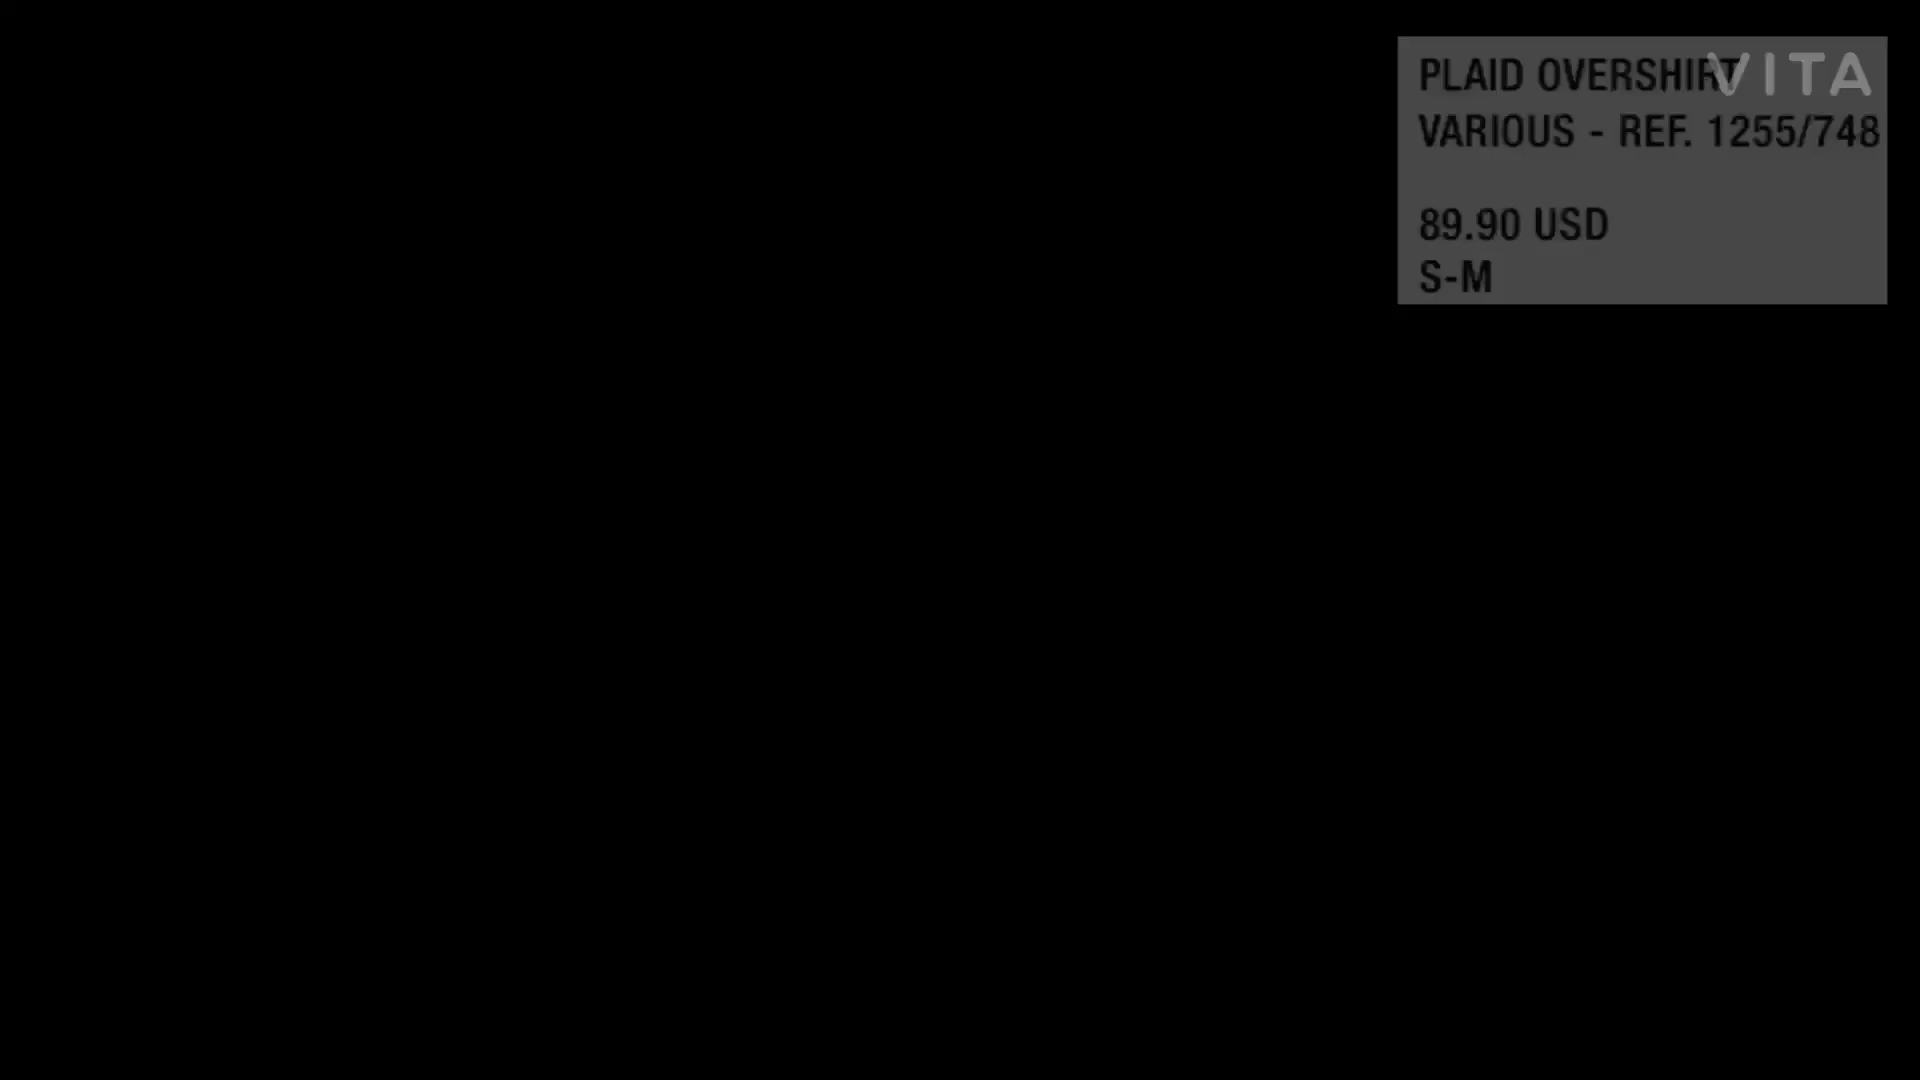 PLAID OVERSHIRT
VITA
VARIOUS - REF. 1255/748
89.90 USD
S-M